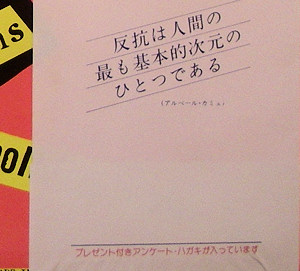 反抗は人間の
最も基本的次元の
ひとつである
(アルベール・カミュ)
プレゼント付きアンケート・ハガキが入っています